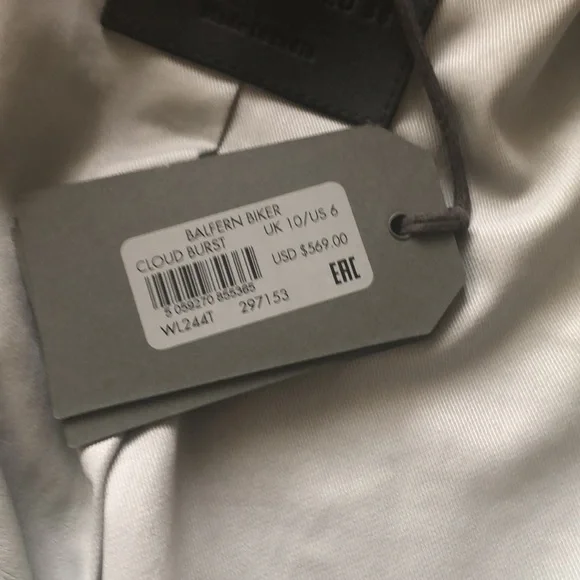 BALFERN BIKER
CLOUD BURST UK 10/US 6
USD $569.00
5 059270 855365
EAC
WL244T 297153